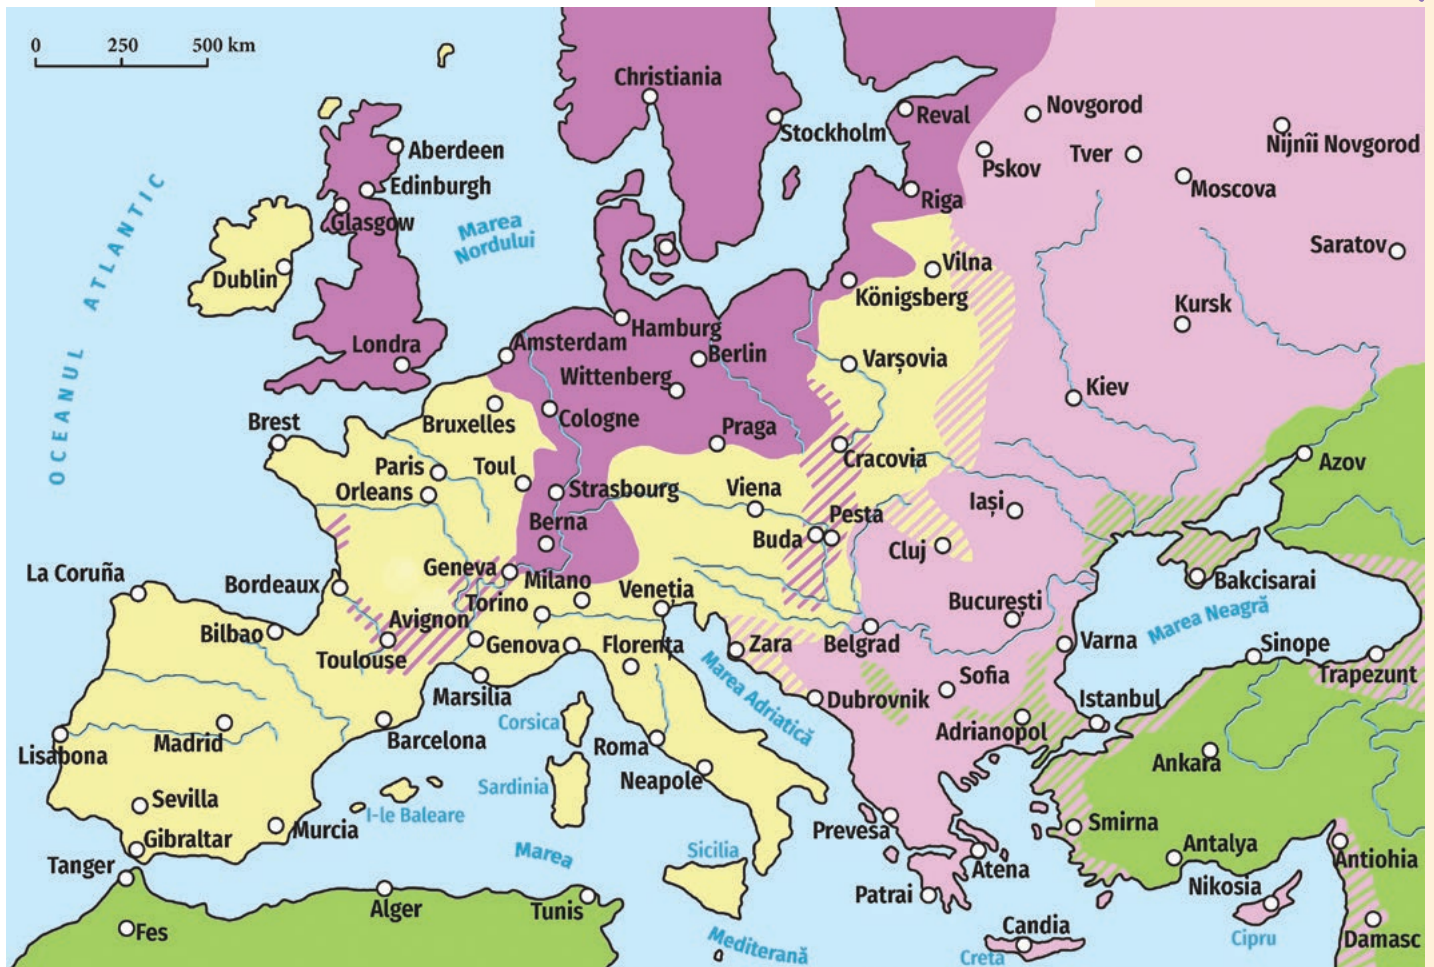 0 250 500 km
OCEANUL ATLANTIC
Marea
Nordului
Christiania
Stockholm
Reval
Novgorod
Nijnîi Novgorod
Pskov
Tver
Moscova
Riga
Saratov
Aberdeen
Edinburgh
Glasgow
Dublin
Londra
Vilna
Königsberg
Kursk
Hamburg
Amsterdam
Berlin
Wittenberg
Varșovia
Kiev
Brest
Bruxelles
Cologne
Praga
Cracovia
Azov
Paris
Toul
Orleans
Strasbourg
Viena
Pesta
Buda
Iași
Cluj
Berna
La Coruña
Bordeaux
Geneva
Milano
Veneția
Torino
Avignon
Bilbao
Toulouse
Genova
Florența
Zara
Belgrad
București
Bakcisarai
Marea Neagră
Varna
Sinope
Trapezunt
Marsilia
Marea Adriatică
Dubrovnik
Sofia
Istanbul
Adrianopol
Corsica
Lisabona
Madrid
Barcelona
Roma
Neapole
Ankara
Sardinia
Sevilla
I-le Baleare
Murcia
Gibraltar
Prevesa
Smirna
Tanger
Marea
Sicilia
Atena
Antalya
Antiohia
Nikosia
Patrai
Fes
Alger
Tunis
Mediterană
Candia
Creta
Cipru
Damasc